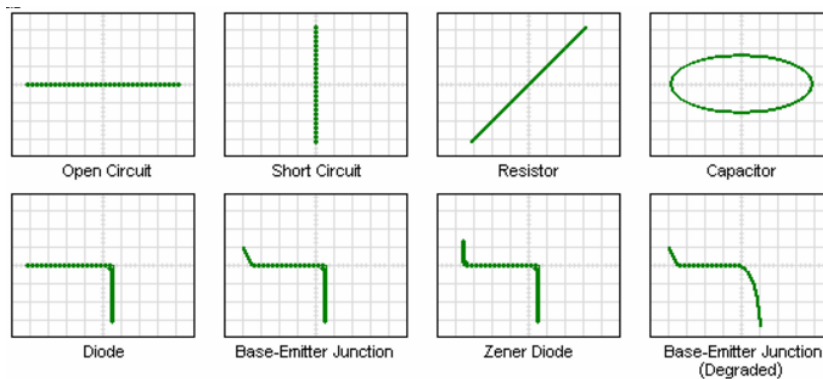 Open Circuit
Short Circuit
Resistor
Capacitor
Diode
Base-Emitter Junction
Zener Diode
Base-Emitter Junction
(Degraded)